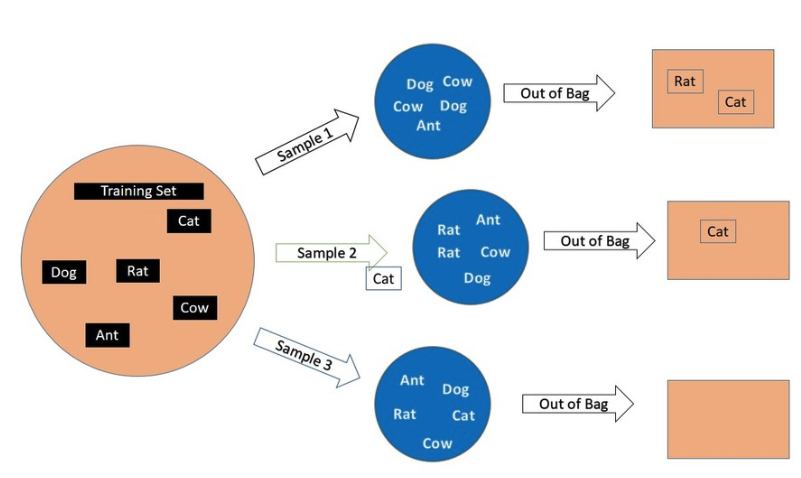 Training Set
Cat
Dog
Rat
Cow
Ant
Sample 1
Dog Cow
Cow Dog
Ant
Out of Bag
Rat
Cat
Sample 2
Cat
Rat Ant
Rat Cow
Dog
Out of Bag
Cat
Sample 3
Ant Dog
Rat Cat
Cow
Out of Bag